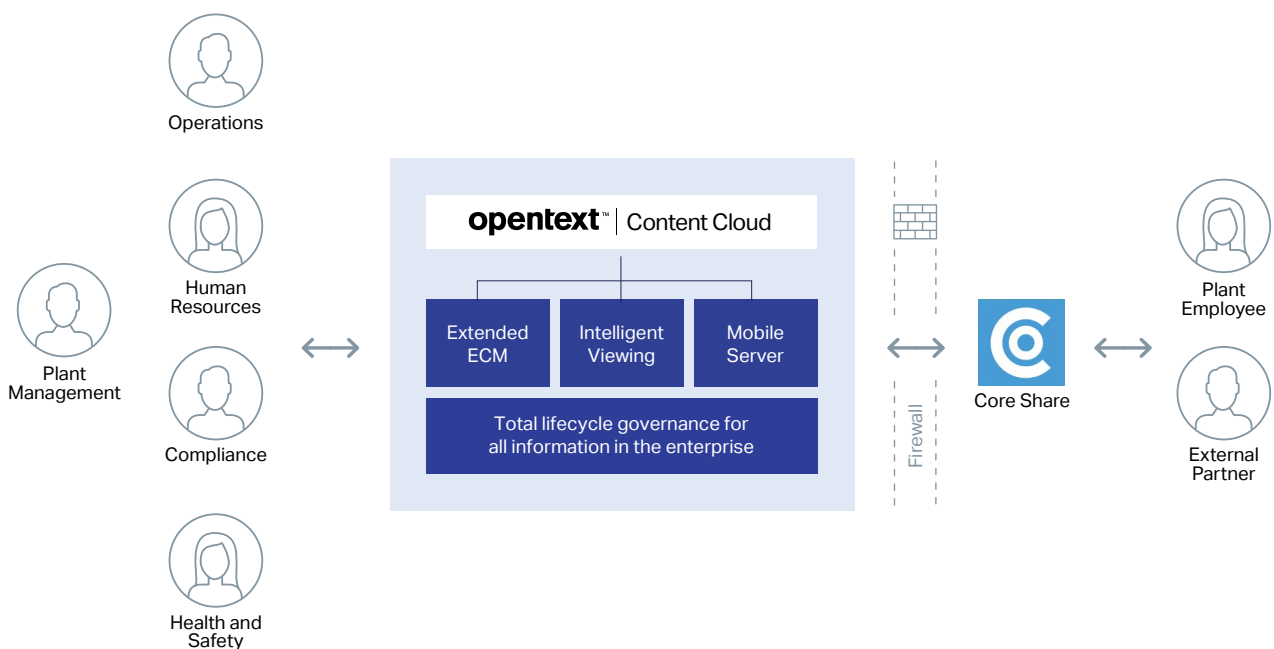 Operations
Human
Resources
Plant
Management
Compliance
Health and
Safety
opentext™ | Content Cloud
Extended
ECM
Intelligent
Viewing
Mobile
Server
Total lifecycle governance for
all information in the enterprise
Firewall
Core Share
Plant
Employee
External
Partner